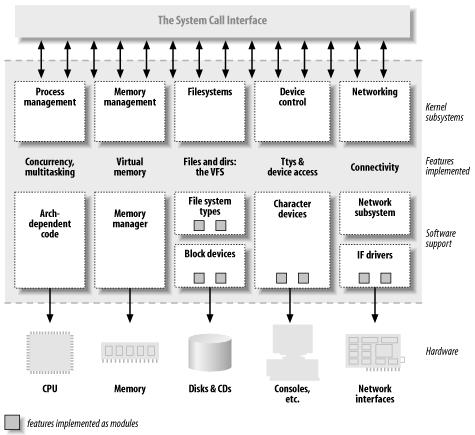 The System Call Interface
Process
management
Memory
management
Filesystems
Device
control
Networking
Kernel
subsystems
Concurrency,
multitasking
Virtual
memory
Files and dirs:
the VFS
Ttys &
device access
Connectivity
Features
implemented
Arch-
dependent
code
Memory
manager
File system
types
Block devices
Character
devices
Network
subsystem
IF drivers
Software
support
Hardware
CPU
Memory
Disks & CDs
Consoles,
etc.
Network
interfaces
features implemented as modules